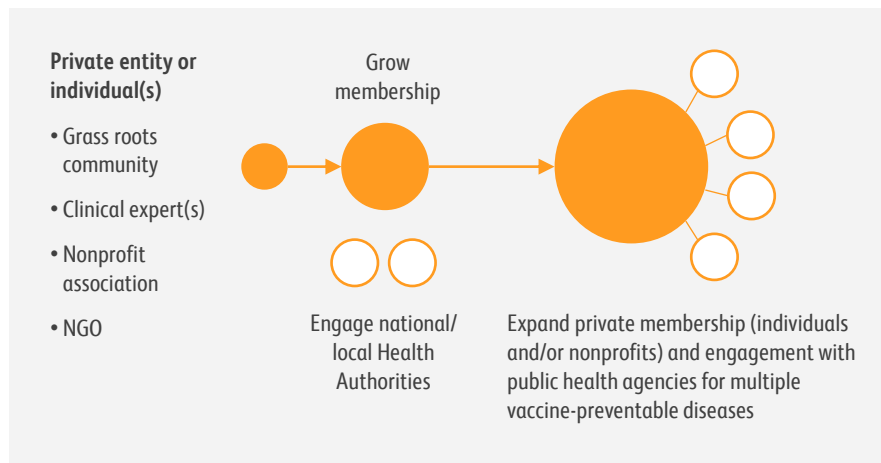 Private entity or
individual(s)
• Grass roots
community
• Clinical expert(s)
• Nonprofit
association
• NGO
Grow
membership
Engage national/
local Health
Authorities
Expand private membership (individuals
and/or nonprofits) and engagement with
public health agencies for multiple
vaccine-preventable diseases